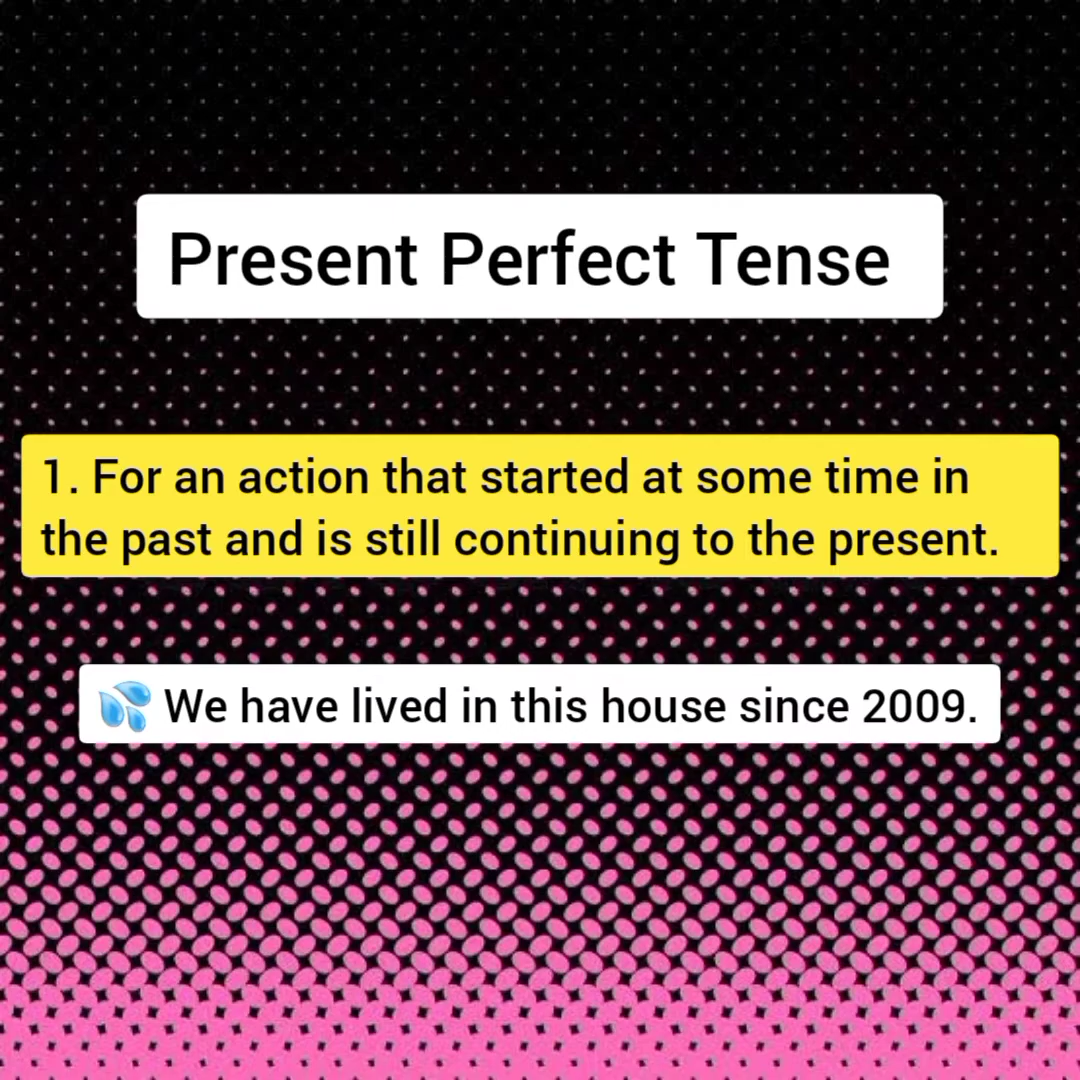 Present Perfect Tense
1. For an action that started at some time in
the past and is still continuing to the present.
💦 We have lived in this house since 2009.